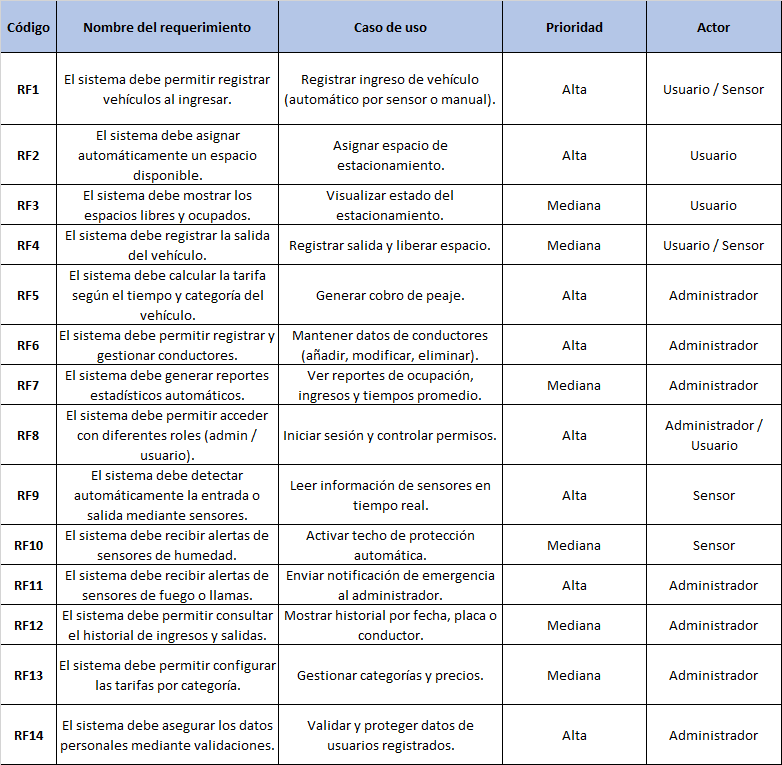 Código Nombre del requerimiento Caso de uso Prioridad Actor
RF1 El sistema debe permitir registrar vehículos al ingresar. Registrar ingreso de vehículo (automático por sensor o manual). Alta Usuario / Sensor
RF2 El sistema debe asignar automáticamente un espacio disponible. Asignar espacio de estacionamiento. Alta Usuario
RF3 El sistema debe mostrar los espacios libres y ocupados. Visualizar estado del estacionamiento. Mediana Usuario
RF4 El sistema debe registrar la salida del vehículo. Registrar salida y liberar espacio. Mediana Usuario / Sensor
RF5 El sistema debe calcular la tarifa según el tiempo y categoría del vehículo. Generar cobro de peaje. Alta Administrador
RF6 El sistema debe permitir registrar y gestionar conductores. Mantener datos de conductores (añadir, modificar, eliminar). Alta Administrador
RF7 El sistema debe generar reportes estadísticos automáticos. Ver reportes de ocupación, ingresos y tiempos promedio. Mediana Administrador
RF8 El sistema debe permitir acceder con diferentes roles (admin / usuario). Iniciar sesión y controlar permisos. Alta Administrador / Usuario
RF9 El sistema debe detectar automáticamente la entrada o salida mediante sensores. Leer información de sensores en tiempo real. Alta Sensor
RF10 El sistema debe recibir alertas de sensores de humedad. Activar techo de protección automática. Mediana Sensor
RF11 El sistema debe recibir alertas de sensores de fuego o llamas. Enviar notificación de emergencia al administrador. Alta Administrador
RF12 El sistema debe permitir consultar el historial de ingresos y salidas. Mostrar historial por fecha, placa o conductor. Mediana Administrador
RF13 El sistema debe permitir configurar las tarifas por categoría. Gestionar categorías y precios. Mediana Administrador
RF14 El sistema debe asegurar los datos personales mediante validaciones. Validar y proteger datos de usuarios registrados. Alta Administrador